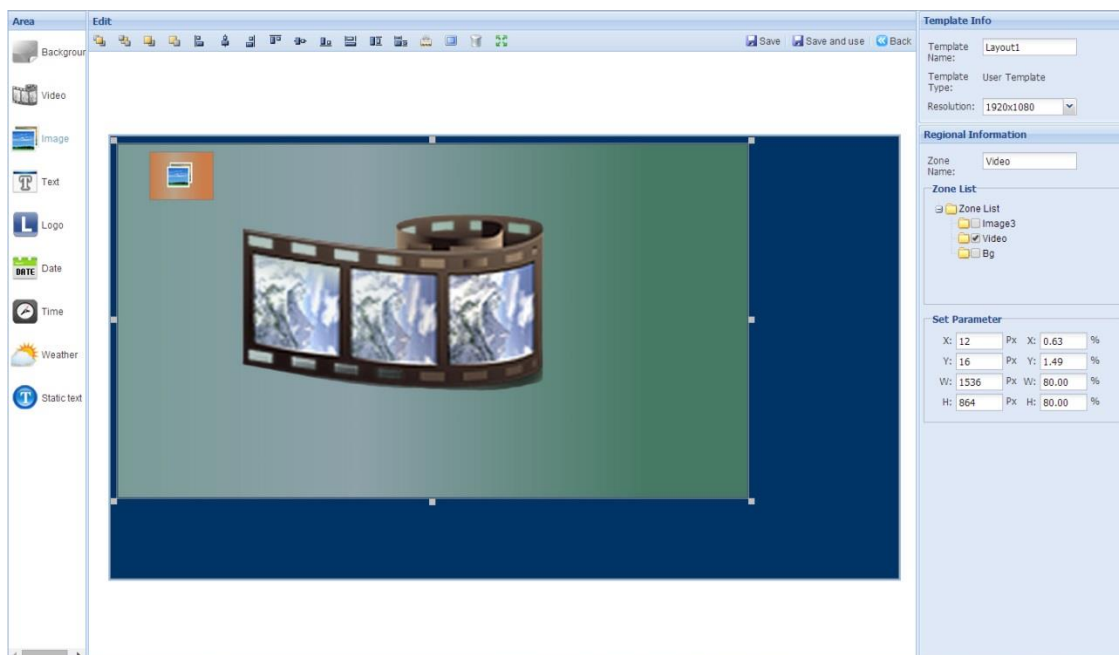 Area
Backgroun
Video
Image
Text
Logo
DATE Date
Time
Weather
Static text
Edit
Save Save and use Back
Template Info
Template Name: Layout1
Template Type: User Template
Resolution: 1920x1080
Regional Information
Zone Name: Video
Zone List
Zone List
Image3
Video
Bg
Set Parameter
X: 12 Px X: 0.63 %
Y: 16 Px Y: 1.49 %
W: 1536 Px W: 80.00 %
H: 864 Px H: 80.00 %